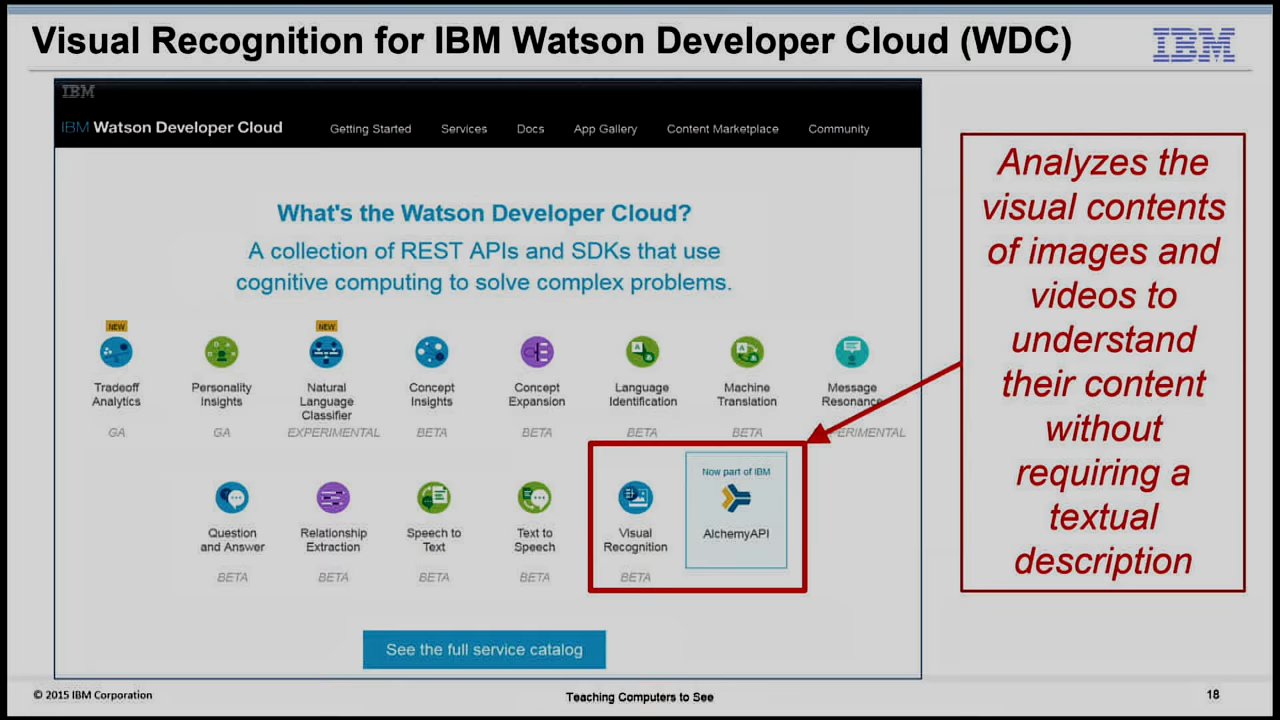 Visual Recognition for IBM Watson Developer Cloud (WDC)
IBM
IBM
IBM Watson Developer Cloud
Getting Started
Services
Docs
App Gallery
Content Marketplace
Community
What's the Watson Developer Cloud?
A collection of REST APIs and SDKs that use
cognitive computing to solve complex problems.
NEW
Tradeoff
Analytics
GA
Personality
Insights
GA
NEW
Natural
Language
Classifier
EXPERIMENTAL
Concept
Insights
BETA
Concept
Expansion
BETA
Language
Identification
BETA
Machine
Translation
BETA
Message
Resonance
Question
and Answer
BETA
Relationship
Extraction
BETA
Speech to
Text
BETA
Text to
Speech
BETA
Visual
Recognition
BETA
Now part of IBM
AlchemyAPI
See the full service catalog
Analyzes the
visual contents
of images and
videos to
understand
their content
without
requiring a
textual
description
© 2015 IBM Corporation
Teaching Computers to See
18